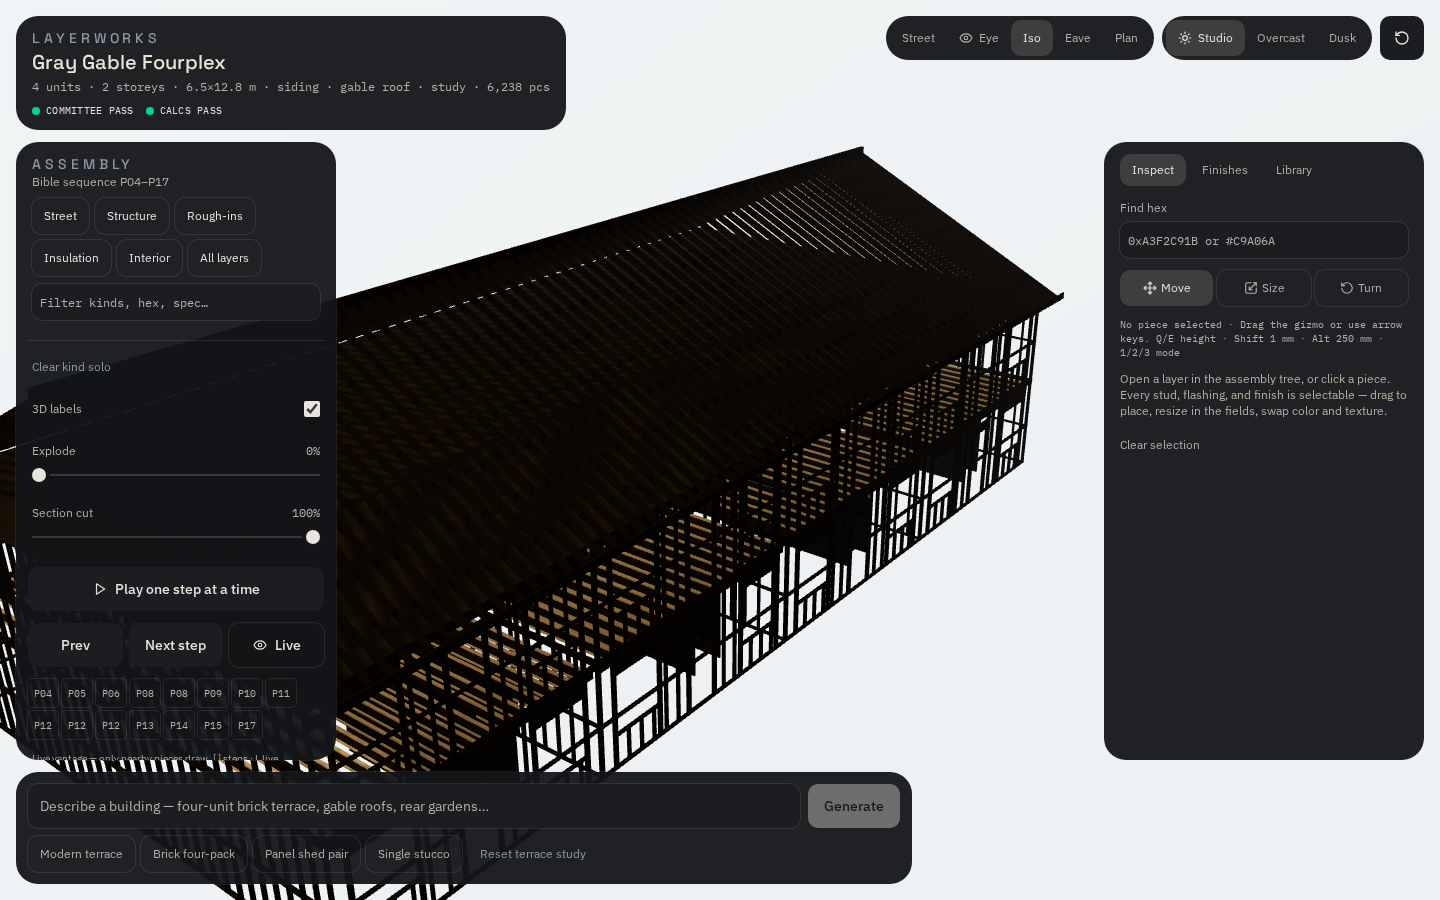 LAYERWORKS
Gray Gable Fourplex
4 units · 2 storeys · 6.5×12.8 m · siding · gable roof · study · 6,238 pcs
COMMITTEE PASS CALCS PASS
Street Eye Iso Eave Plan
Studio Overcast Dusk
ASSEMBLY
Bible sequence P04–P17
Street Structure Rough-ins
Insulation Interior All layers
Filter kinds, hex, spec…
Clear kind solo
3D labels
Explode 0%
Section cut 100%
Play one step at a time
Prev Next step Live
P04 P05 P06 P08 P08 P09 P10 P11
P12 P12 P12 P13 P14 P15 P17
Live vantage — only nearby pieces draw. [ ] steps · L live
Inspect Finishes Library
Find hex
0xA3F2C91B or #C9A06A
Move Size Turn
No piece selected · Drag the gizmo or use arrow
keys. Q/E height · Shift 1 mm · Alt 250 mm ·
1/2/3 mode
Open a layer in the assembly tree, or click a piece.
Every stud, flashing, and finish is selectable — drag to
place, resize in the fields, swap color and texture.
Clear selection
Describe a building — four-unit brick terrace, gable roofs, rear gardens…
Generate
Modern terrace Brick four-pack Panel shed pair Single stucco Reset terrace study